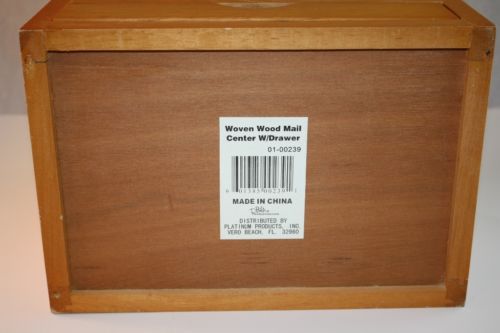 Woven Wood Mail
Center W/Drawer
01-00239
MADE IN CHINA
DISTRIBUTED BY
PLATINUM PRODUCTS, INC.
VERO BEACH, FL. 32960